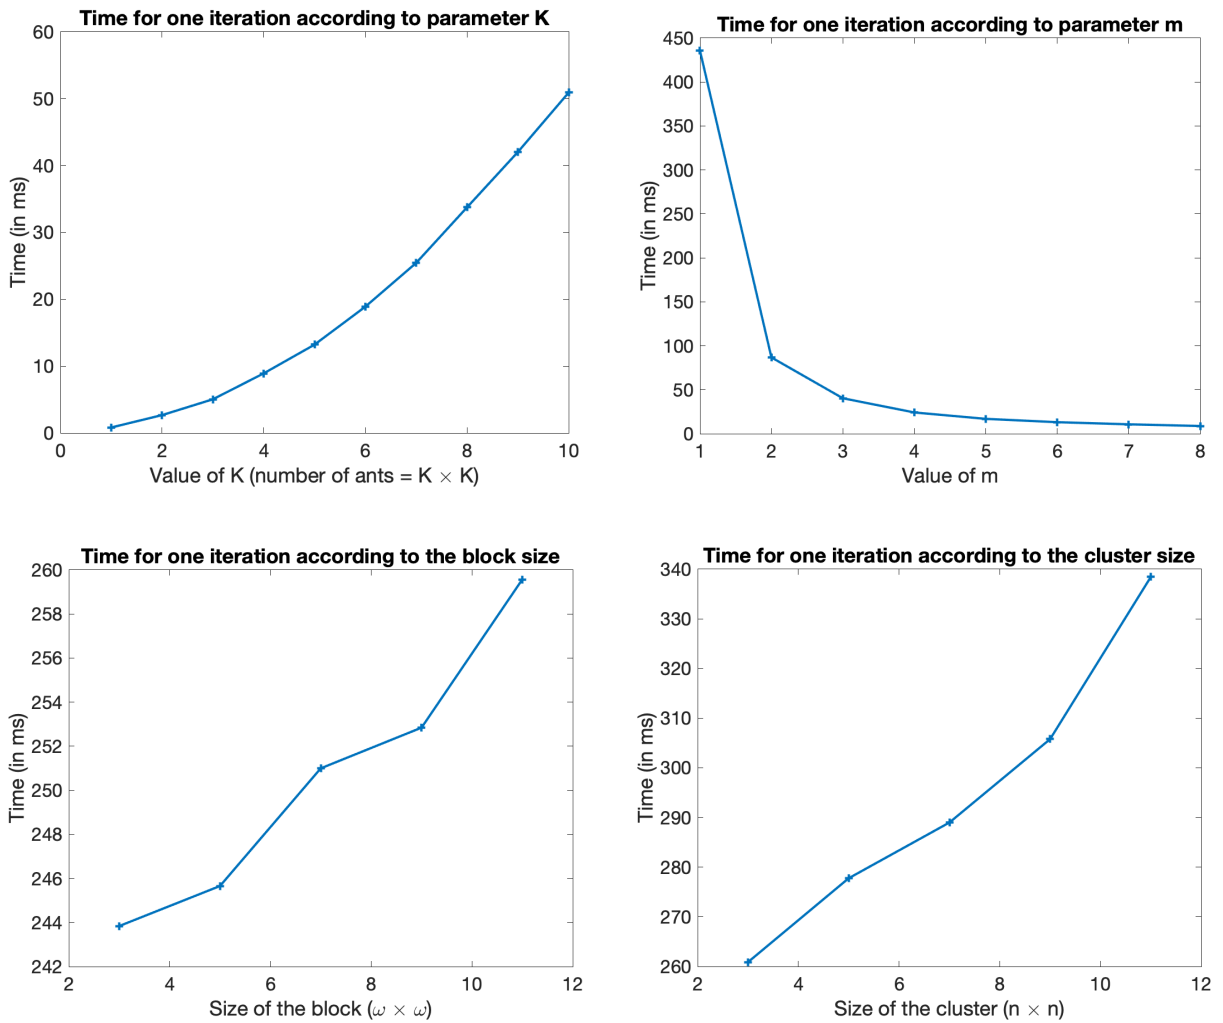 Time for one iteration according to parameter K
60
50
40
30
20
10
0
Time (in ms)
0 2 4 6 8 10
Value of K (number of ants = K × K)
Time for one iteration according to parameter m
450
400
350
300
250
200
150
100
50
0
Time (in ms)
1 2 3 4 5 6 7 8
Value of m
Time for one iteration according to the block size
260
258
256
254
252
250
248
246
244
242
Time (in ms)
2 4 6 8 10 12
Size of the block (ω × ω)
Time for one iteration according to the cluster size
340
330
320
310
300
290
280
270
260
Time (in ms)
2 4 6 8 10 12
Size of the cluster (n × n)